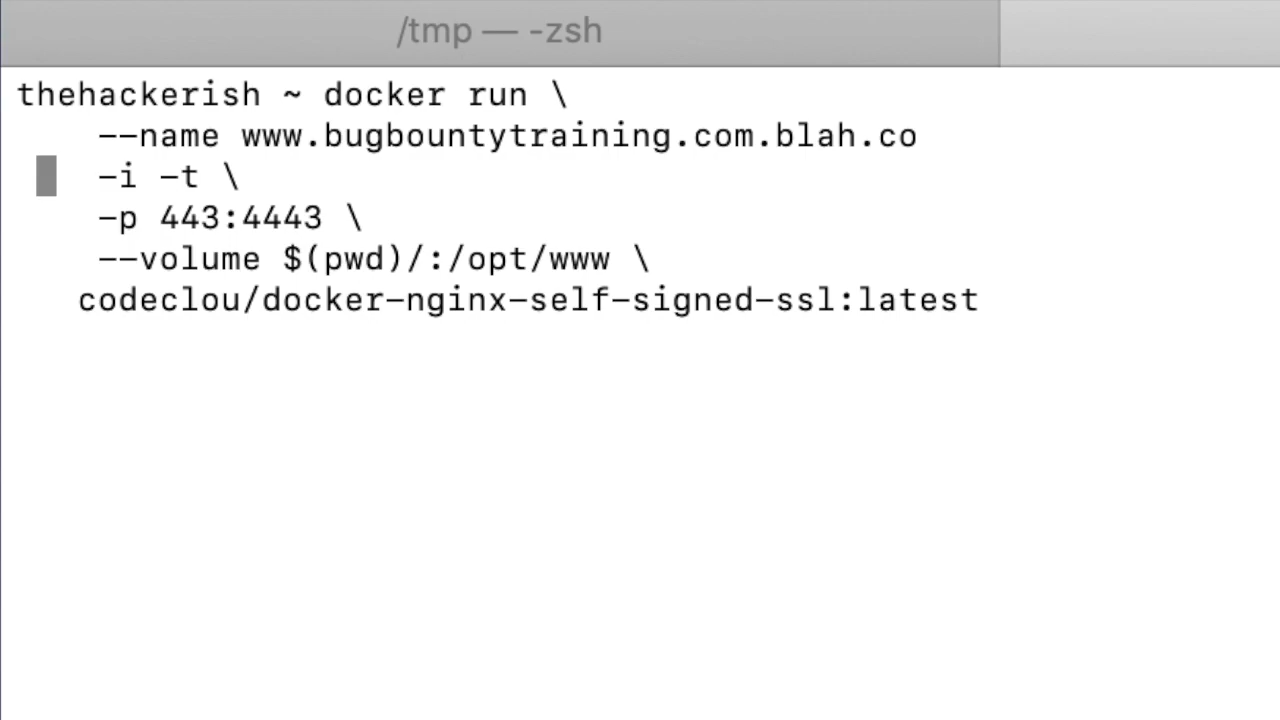 /tmp — -zsh
thehackerish ~ docker run \
--name www.bugbountytraining.com.blah.co
-i -t \
-p 443:4443 \
--volume $(pwd)/:/opt/www \
codeclou/docker-nginx-self-signed-ssl:latest